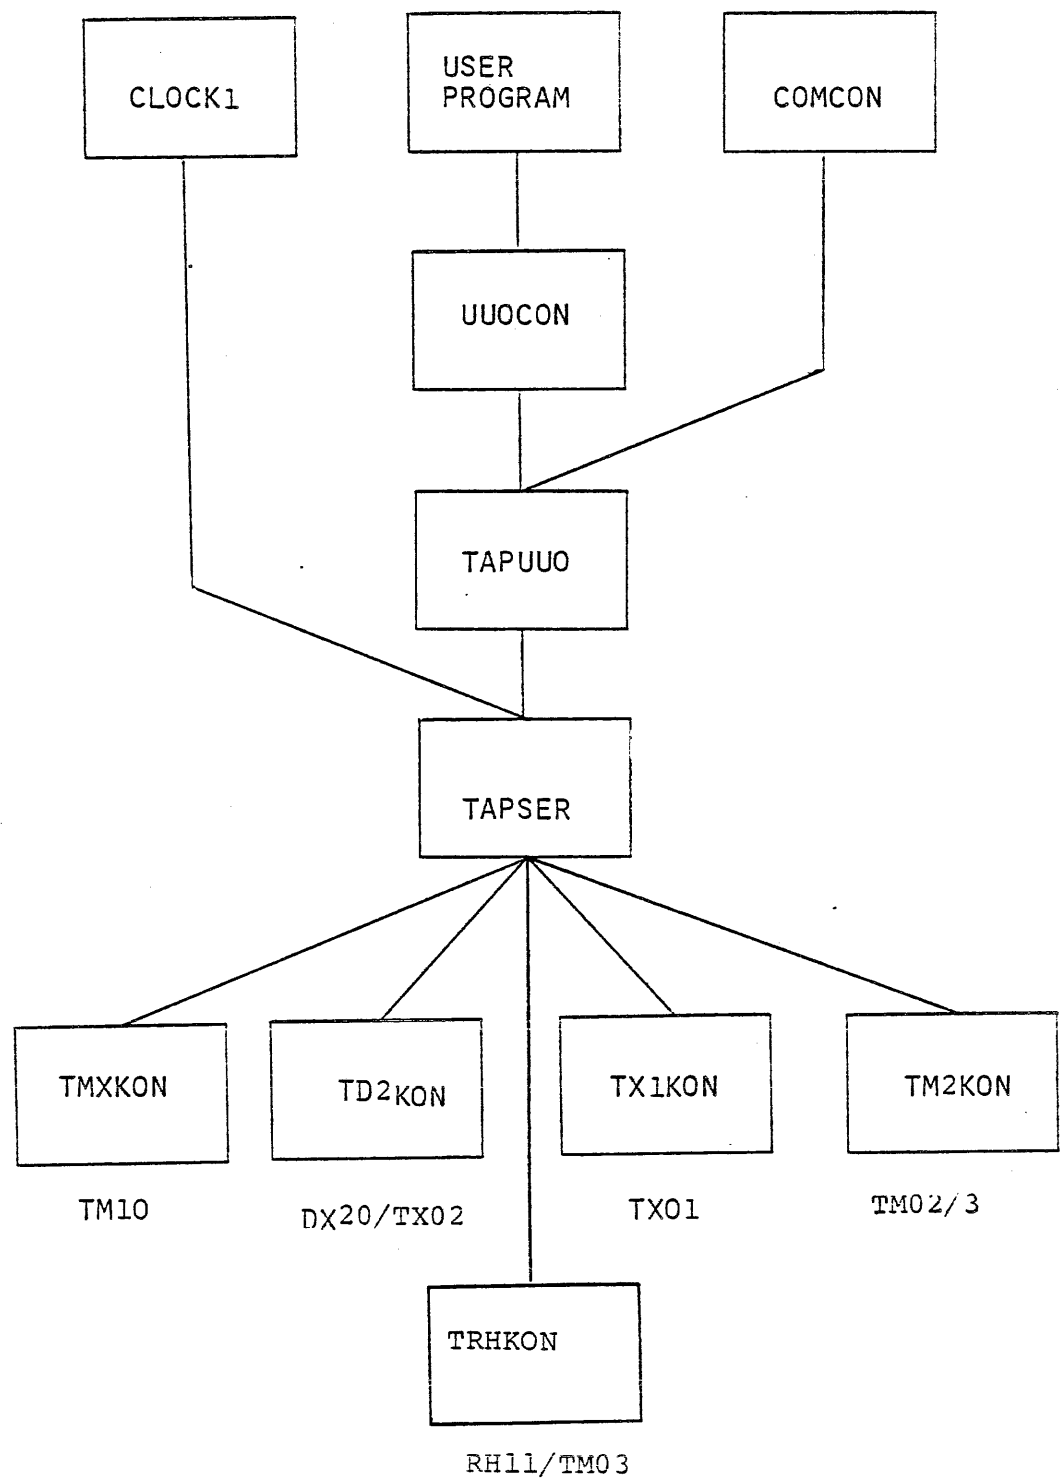 CLOCK1
USER
PROGRAM
COMCON
UUOCON
TAPUUO
TAPSER
TMXKON
TD2KON
TX1KON
TM2KON
TM10
DX20/TX02
TX01
TM02/3
TRHKON
RH11/TM03